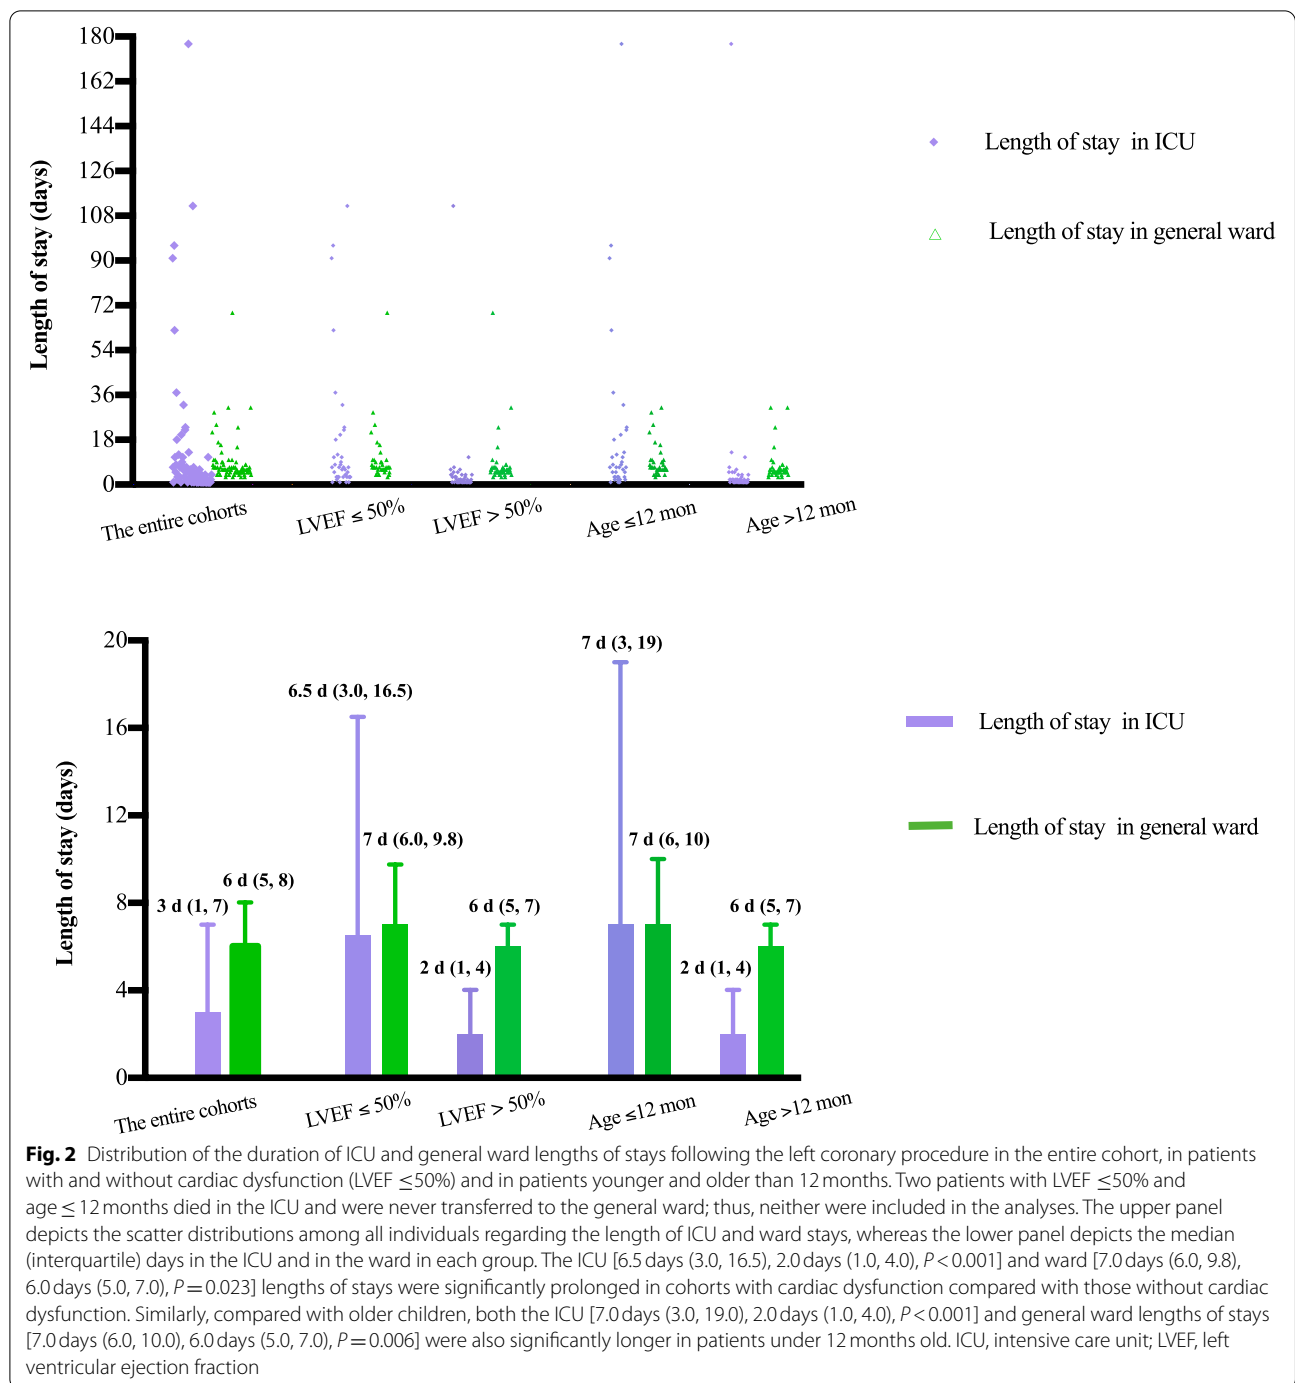 180
162
144
126
108
90
72
54
36
18
0
Length of stay (days)
Length of stay in ICU
Length of stay in general ward
The entire cohorts
LVEF ≤ 50%
LVEF > 50%
Age ≤12 mon
Age >12 mon
20
16
12
8
4
0
Length of stay (days)
3 d (1, 7)
6 d (5, 8)
6.5 d (3.0, 16.5)
7 d (6.0, 9.8)
2 d (1, 4)
6 d (5, 7)
7 d (3, 19)
7 d (6, 10)
2 d (1, 4)
6 d (5, 7)
Length of stay in ICU
Length of stay in general ward
The entire cohorts
LVEF ≤ 50%
LVEF > 50%
Age ≤12 mon
Age >12 mon
Fig. 2 Distribution of the duration of ICU and general ward lengths of stays following the left coronary procedure in the entire cohort, in patients
with and without cardiac dysfunction (LVEF ≤50%) and in patients younger and older than 12 months. Two patients with LVEF ≤50% and
age ≤ 12 months died in the ICU and were never transferred to the general ward; thus, neither were included in the analyses. The upper panel
depicts the scatter distributions among all individuals regarding the length of ICU and ward stays, whereas the lower panel depicts the median
(interquartile) days in the ICU and in the ward in each group. The ICU [6.5 days (3.0, 16.5), 2.0 days (1.0, 4.0), P < 0.001] and ward [7.0 days (6.0, 9.8),
6.0 days (5.0, 7.0), P = 0.023] lengths of stays were significantly prolonged in cohorts with cardiac dysfunction compared with those without cardiac
dysfunction. Similarly, compared with older children, both the ICU [7.0 days (3.0, 19.0), 2.0 days (1.0, 4.0), P < 0.001] and general ward lengths of stays
[7.0 days (6.0, 10.0), 6.0 days (5.0, 7.0), P = 0.006] were also significantly longer in patients under 12 months old. ICU, intensive care unit; LVEF, left
ventricular ejection fraction